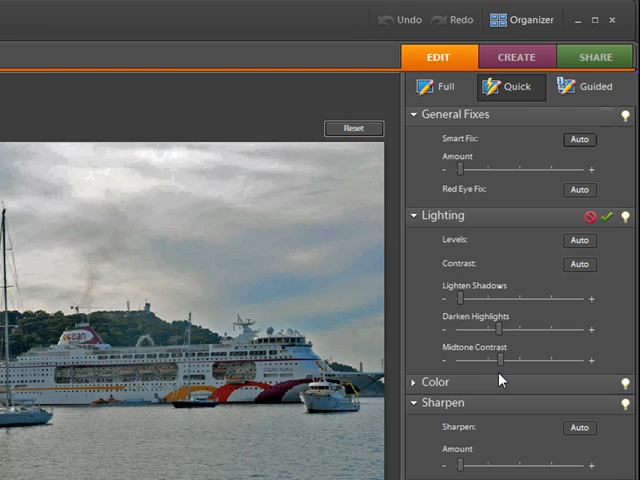 Undo Redo Organizer
EDIT CREATE SHARE
Full Quick Guided
Reset
General Fixes
Smart Fix: Auto
Amount
- +
Red Eye Fix: Auto
Lighting
Levels: Auto
Contrast: Auto
Lighten Shadows
- +
Darken Highlights
- +
Midtone Contrast
- +
Color
Sharpen
Sharpen: Auto
Amount
- +
ocean